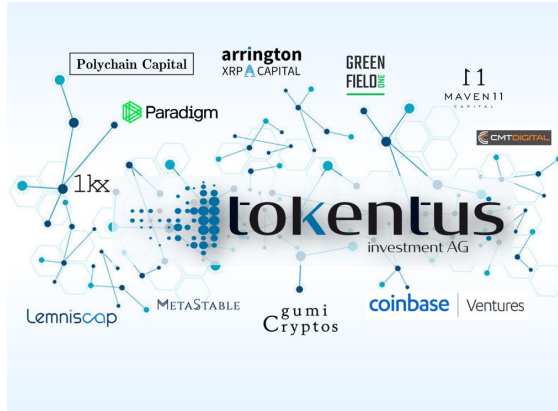 Polychain Capital
arrington
XRP CAPITAL
GREEN
FIELD ONE
11
MAVEN11
CAPITAL
Paradigm
CMTDIGITAL
1kx
tokentus
investment AG
Lemniscap
METASTABLE
gumi
Cryptos
coinbase | Ventures